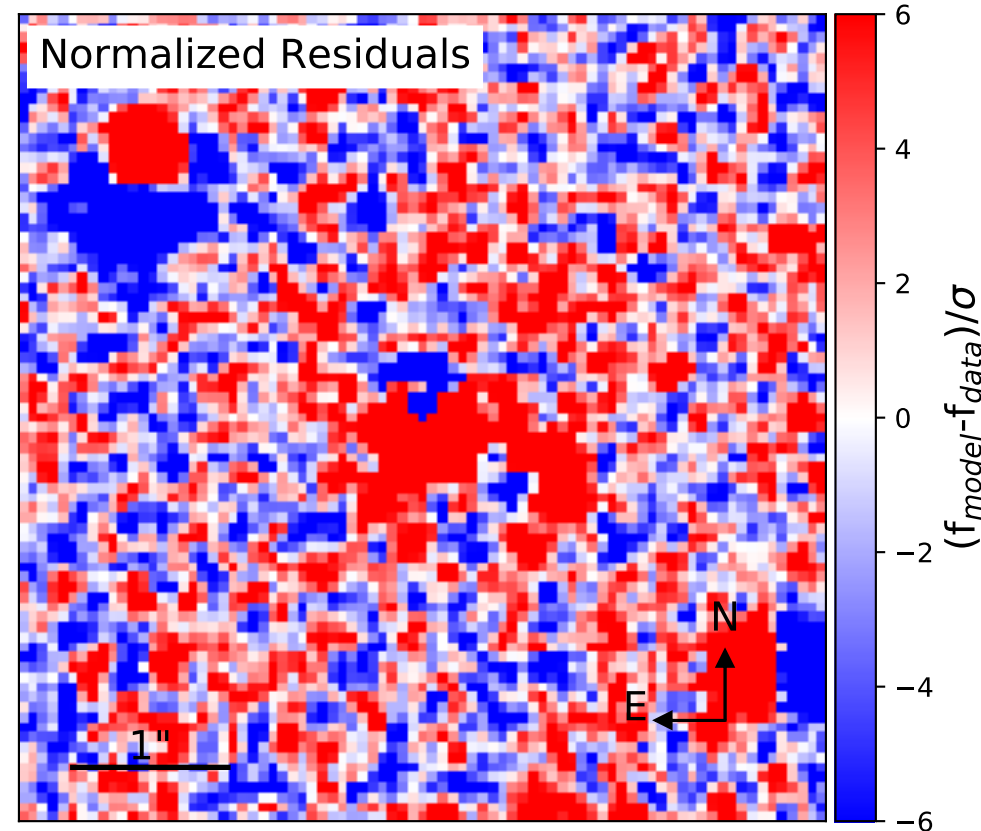 Normalized Residuals
6
4
2
0
−2
−4
−6
(f_model-f_data)/σ
N
E
1"